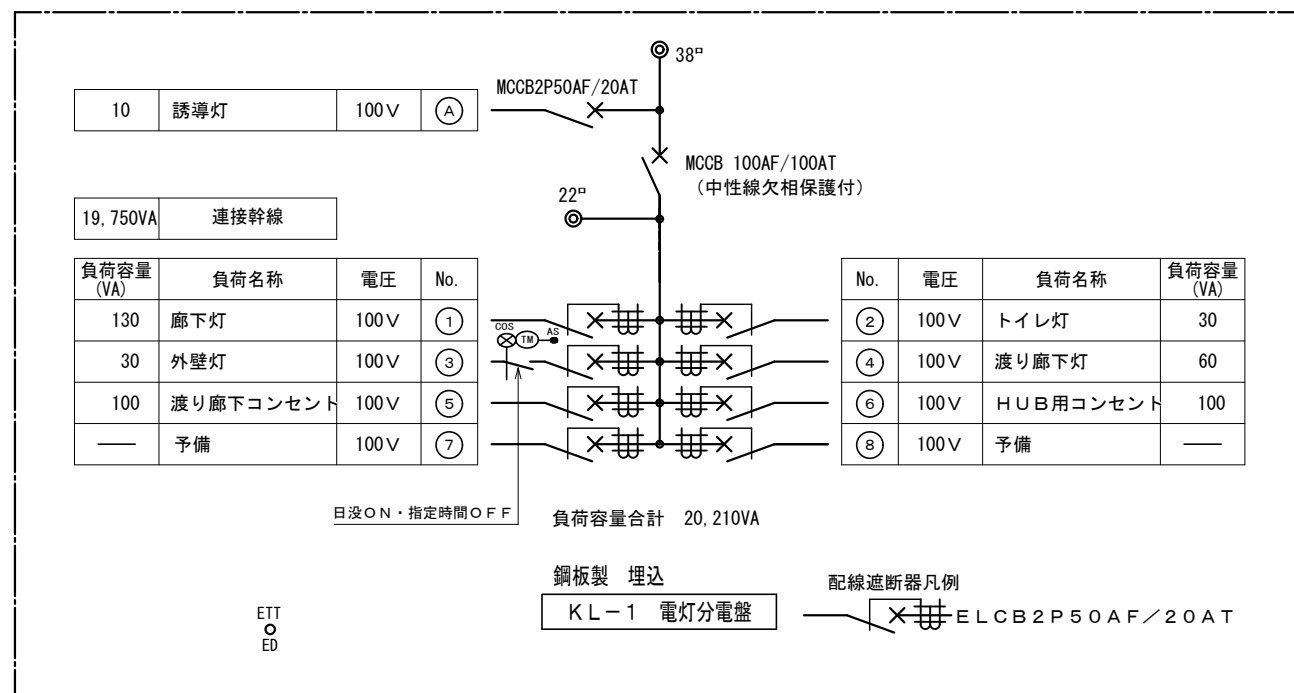 38□
MCCB2P50AF/20AT
10 誘導灯 100V A
MCCB 100AF/100AT
(中性線欠相保護付)
22□
19,750VA 連接幹線
負荷容量(VA) 負荷名称 電圧 No.
130 廊下灯 100V 1
30 外壁灯 100V 3
100 渡り廊下コンセント 100V 5
—— 予備 100V 7
COS TM AS
No. 電圧 負荷名称 負荷容量(VA)
2 100V トイレ灯 30
4 100V 渡り廊下灯 60
6 100V HUB用コンセント 100
8 100V 予備 ——
日没ON・指定時間OFF
負荷容量合計 20,210VA
鋼板製 埋込
KL-1 電灯分電盤
配線遮断器凡例
ELCB2P50AF/20AT
ETT
ED